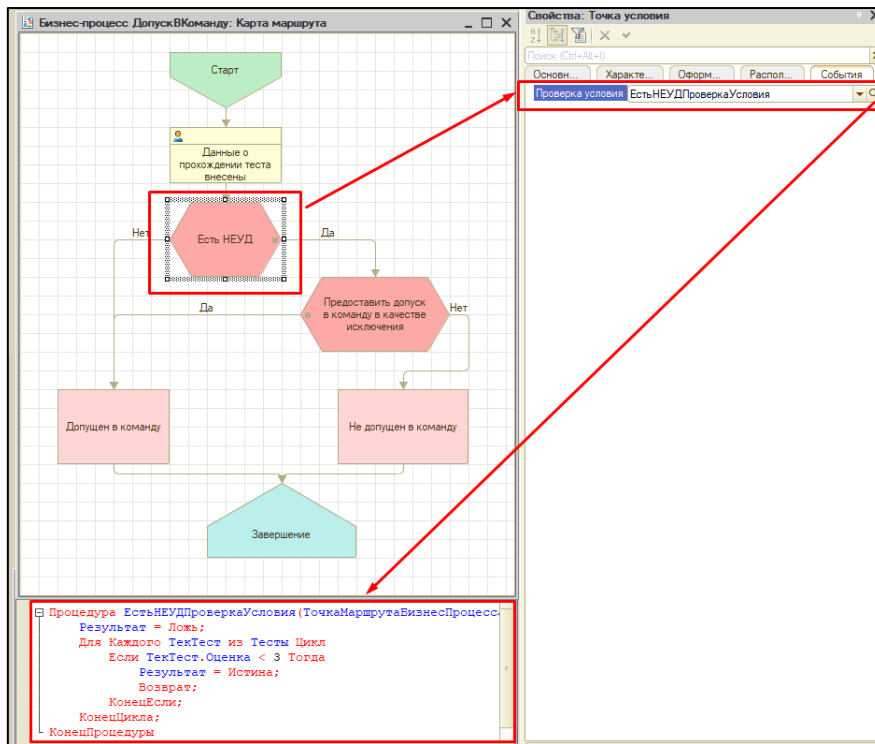 Бизнес-процесс ДопускВКоманду: Карта маршрута
Свойства: Точка условия
Поиск (Ctrl+Alt+I)
Основн... Характе... Оформ... Распол... События
Проверка условия ЕстьНЕУДПроверкаУсловия
Старт
Данные о
прохождении теста
внесены
Нет
Есть НЕУД
Да
Предоставить допуск
в команду в качестве
исключения
Да
Нет
Допущен в команду
Не допущен в команду
Завершение
Процедура ЕстьНЕУДПроверкаУсловия(ТочкаМаршрутаБизнесПроцесс
Результат = Ложь;
Для Каждого ТекТест из Тесты Цикл
Если ТекТест.Оценка < 3 Тогда
Результат = Истина;
Возврат;
КонецЕсли;
КонецЦикла;
КонецПроцедуры